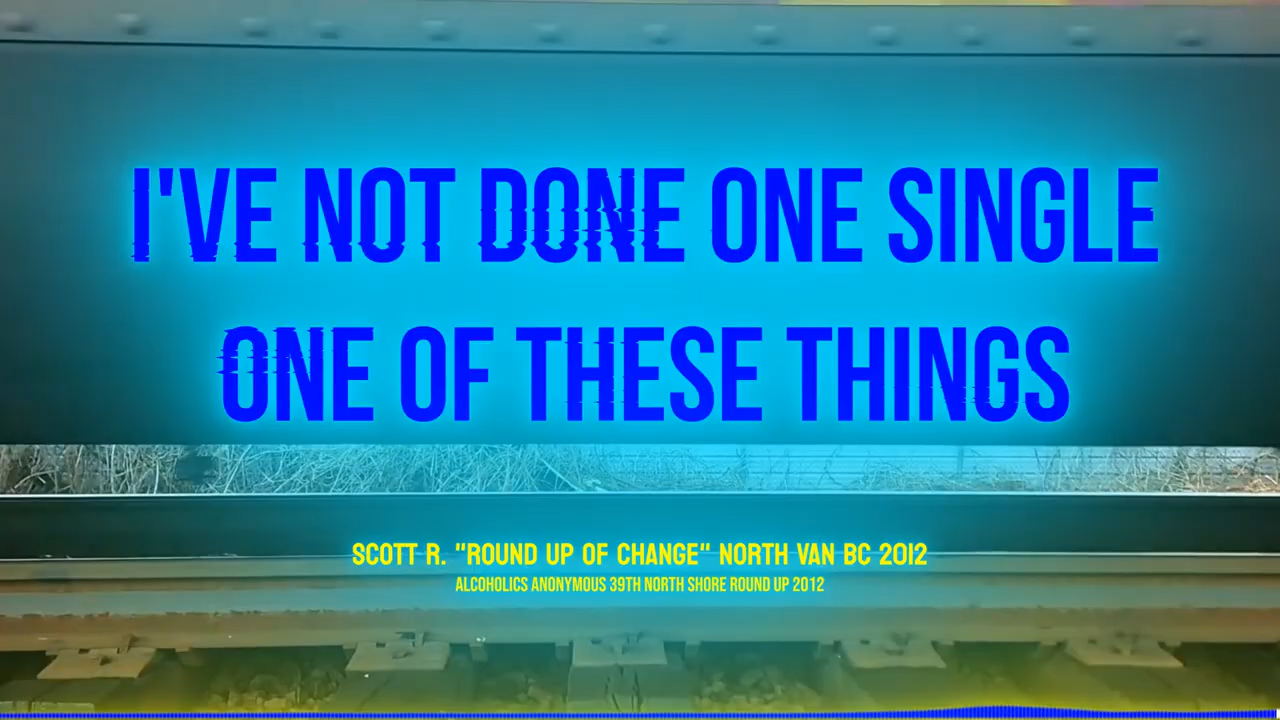 I'VE NOT DONE ONE SINGLE
ONE OF THESE THINGS
SCOTT R. "ROUND UP OF CHANGE" NORTH VAN BC 2012
ALCOHOLICS ANONYMOUS 39TH NORTH SHORE ROUND UP 2012